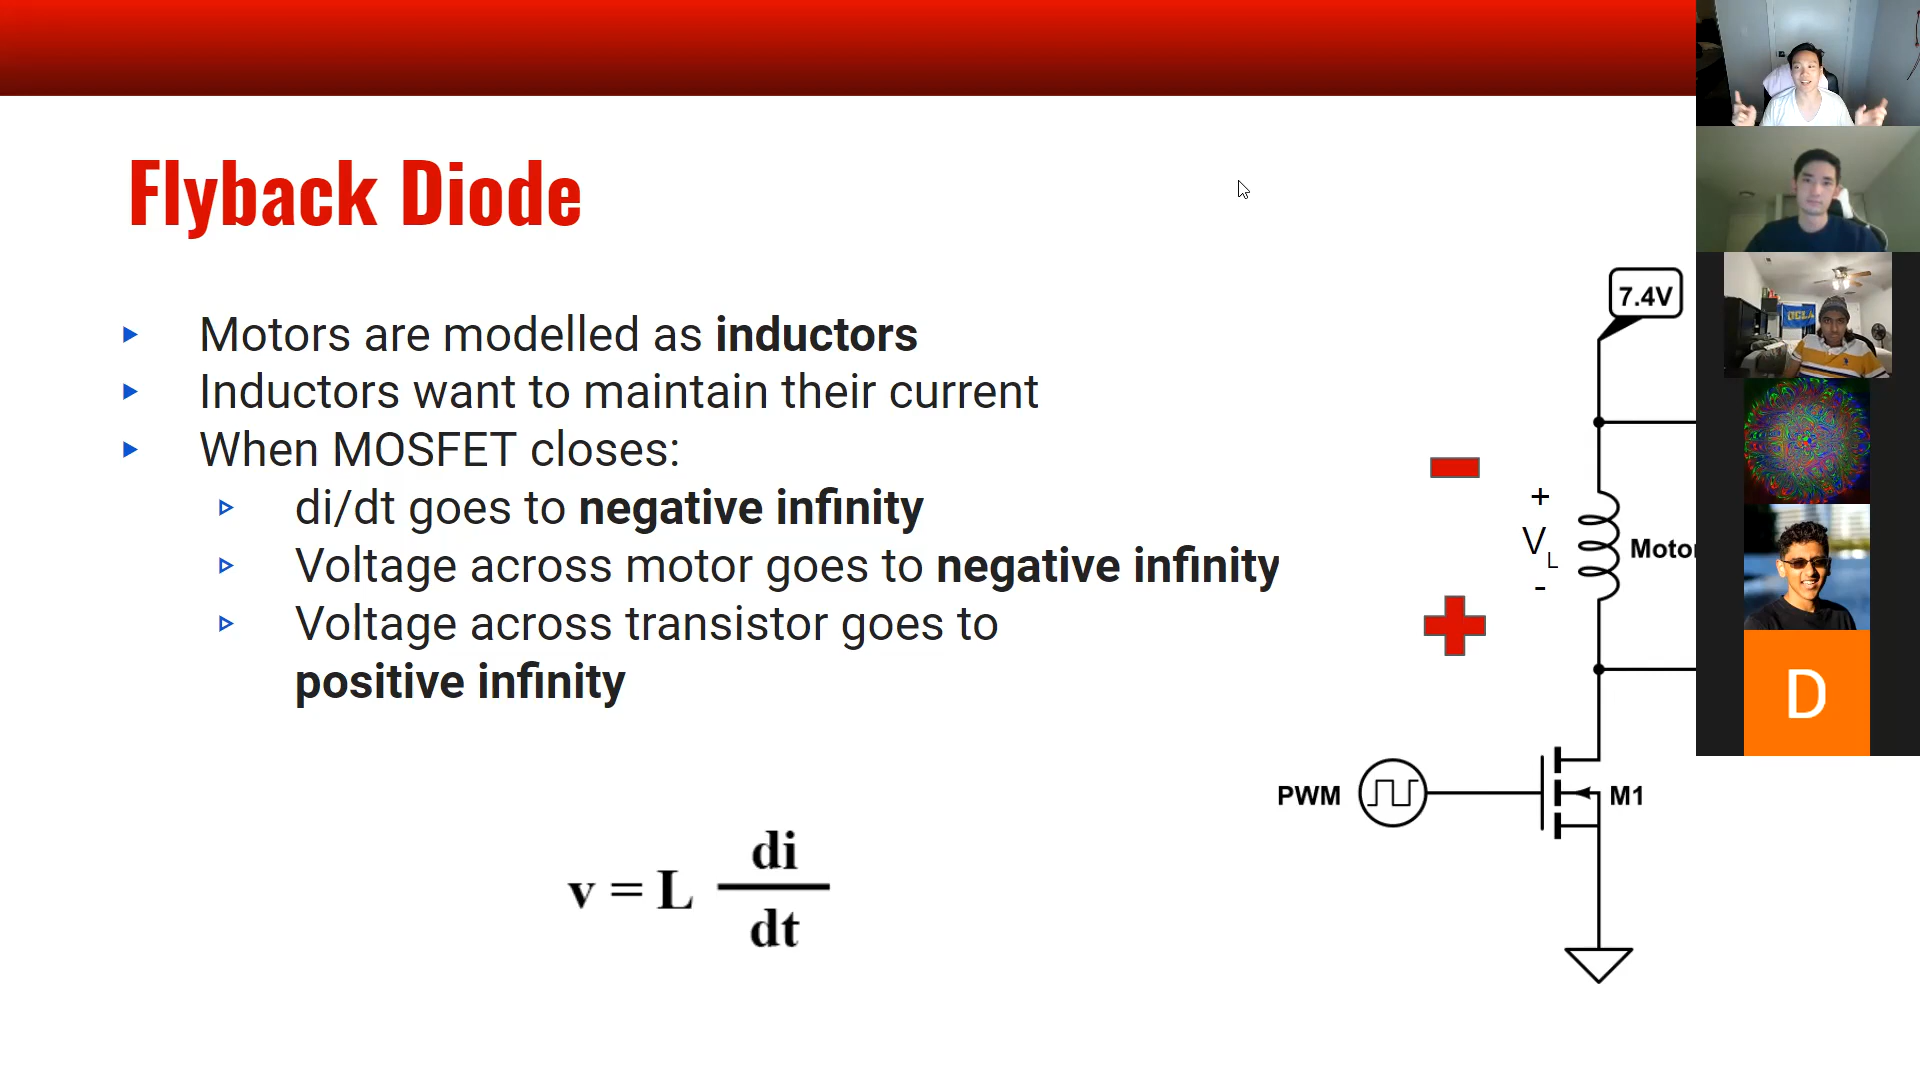 Flyback Diode
Motors are modelled as inductors
Inductors want to maintain their current
When MOSFET closes:
di/dt goes to negative infinity
Voltage across motor goes to negative infinity
Voltage across transistor goes to
positive infinity
v = L di
dt
7.4V
+
V L
-
Motor
PWM
M1
UCLA
D